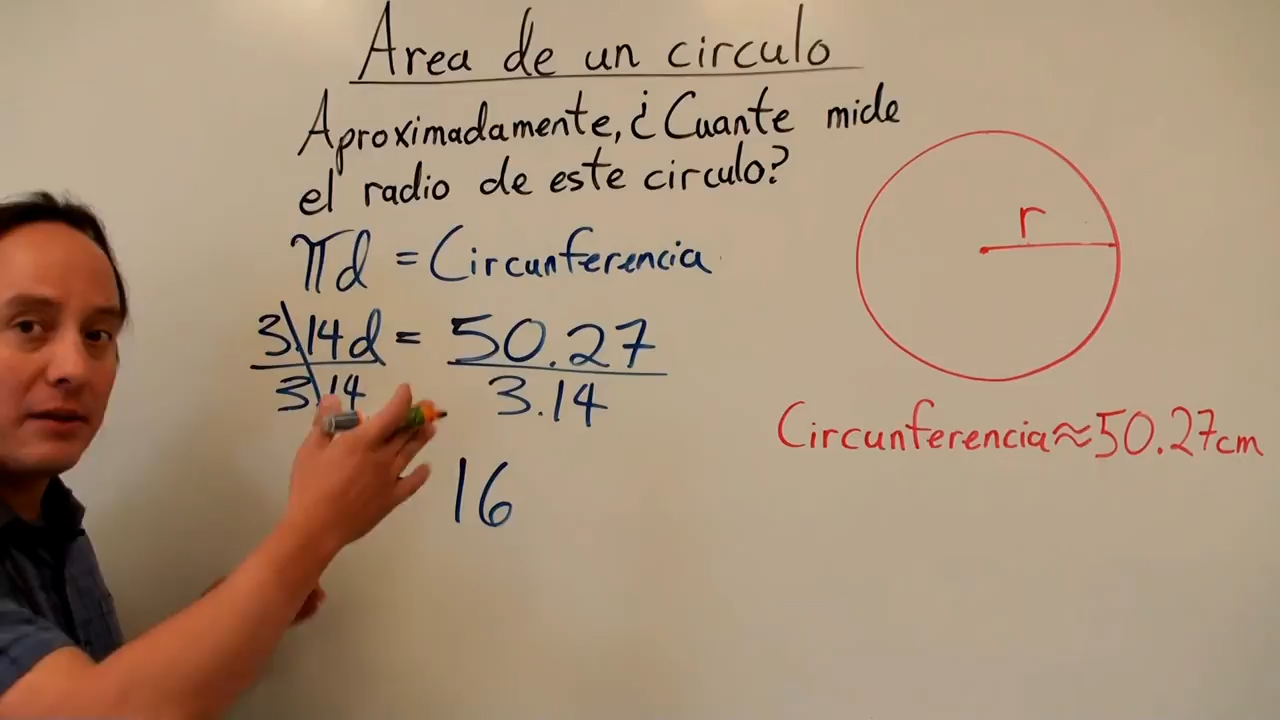 Area de un circulo
Aproximadamente, ¿Cuante mide
el radio de este circulo?
πd = Circunferencia
3.14d = 50.27
3.14 3.14
16
r
Circunferencia≈50.27cm